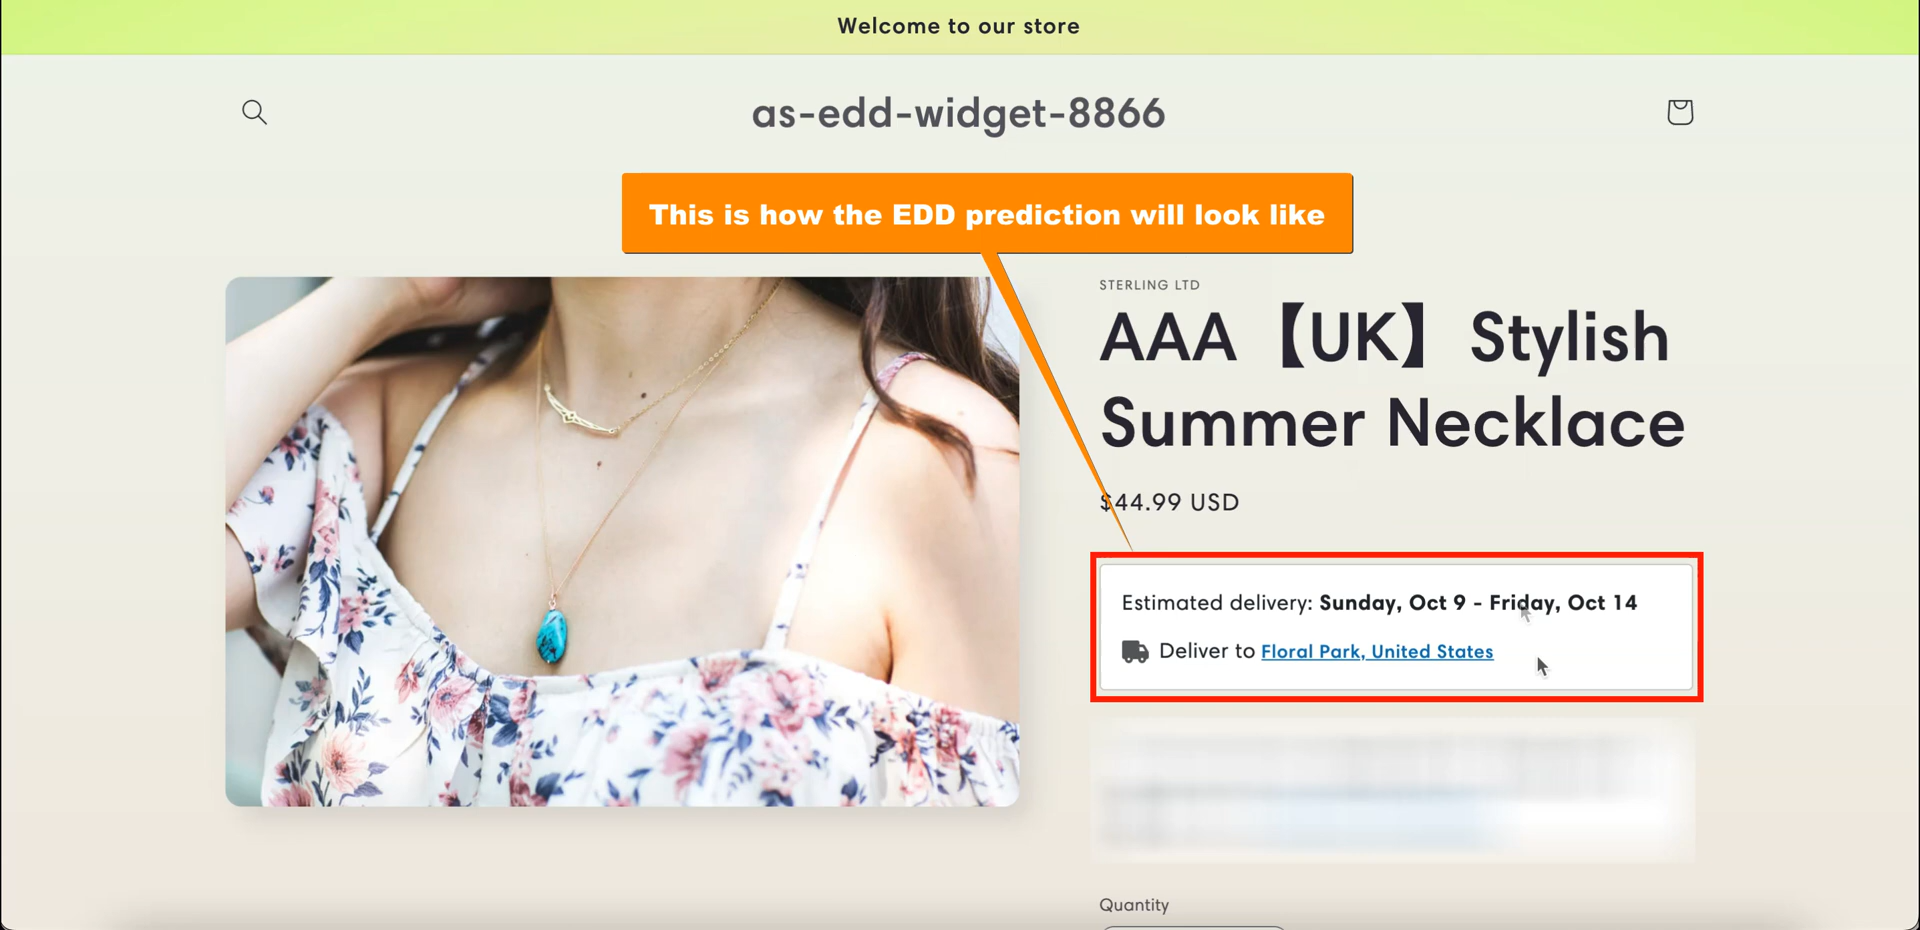 Welcome to our store
as-edd-widget-8866
This is how the EDD prediction will look like
STERLING LTD
AAA【UK】Stylish
Summer Necklace
$44.99 USD
Estimated delivery: Sunday, Oct 9 - Friday, Oct 14
Deliver to Floral Park, United States
Quantity